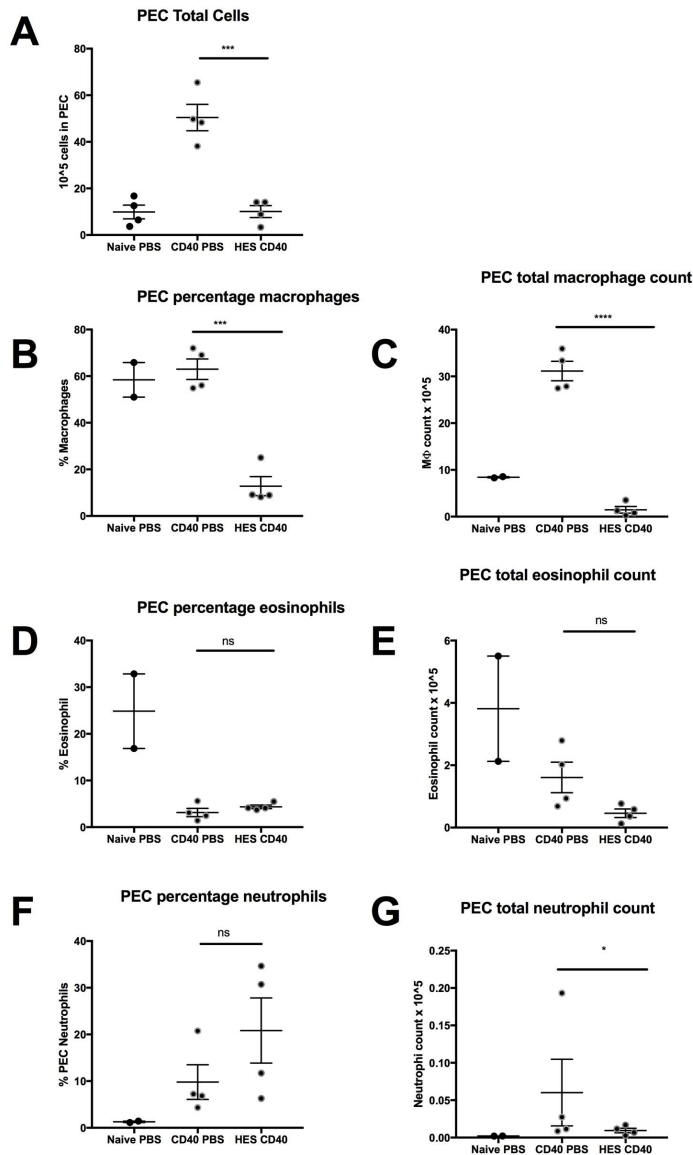 A
PEC Total Cells
***
10^5 cells in PEC
80
60
40
20
0
Naive PBS CD40 PBS HES CD40
B
PEC percentage macrophages
***
% Macrophages
80
60
40
20
0
Naive PBS CD40 PBS HES CD40
C
PEC total macrophage count
****
MΦ count x 10^5
40
30
20
10
0
Naive PBS CD40 PBS HES CD40
D
PEC percentage eosinophils
ns
% Eosinophil
40
30
20
10
0
Naive PBS CD40 PBS HES CD40
E
PEC total eosinophil count
ns
Eosinophil count x 10^5
6
4
2
0
Naive PBS CD40 PBS HES CD40
F
PEC percentage neutrophils
ns
% PEC Neutrophils
40
30
20
10
0
Naive PBS CD40 PBS HES CD40
G
PEC total neutrophil count
*
Neutrophi count x 10^5
0.25
0.20
0.15
0.10
0.05
0.00
Naive PBS CD40 PBS HES CD40